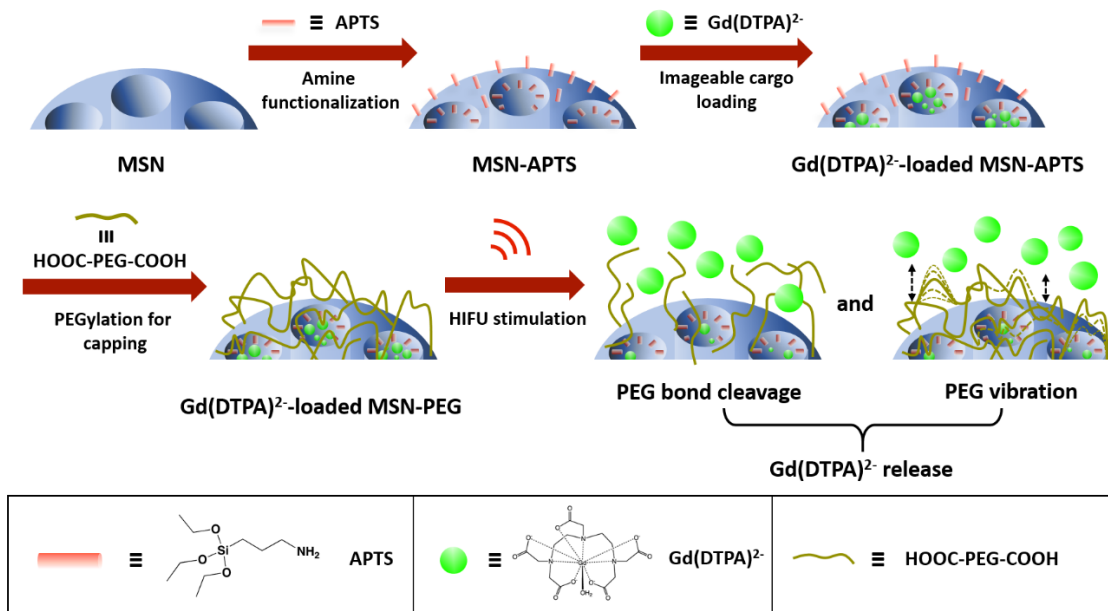 ≡ APTS
Amine
functionalization
≡ Gd(DTPA)²⁻
Imageable cargo
loading
MSN
MSN-APTS
Gd(DTPA)²⁻-loaded MSN-APTS
≡
HOOC-PEG-COOH
PEGylation for
capping
Gd(DTPA)²⁻-loaded MSN-PEG
HIFU stimulation
and
PEG bond cleavage
PEG vibration
Gd(DTPA)²⁻ release
≡
O
O
O
Si
NH₂
APTS
≡
O
O
O⁻
O
O⁻
O
N
N
N
Gd
O
O
O
O
OH₂
Gd(DTPA)²⁻
≡ HOOC-PEG-COOH